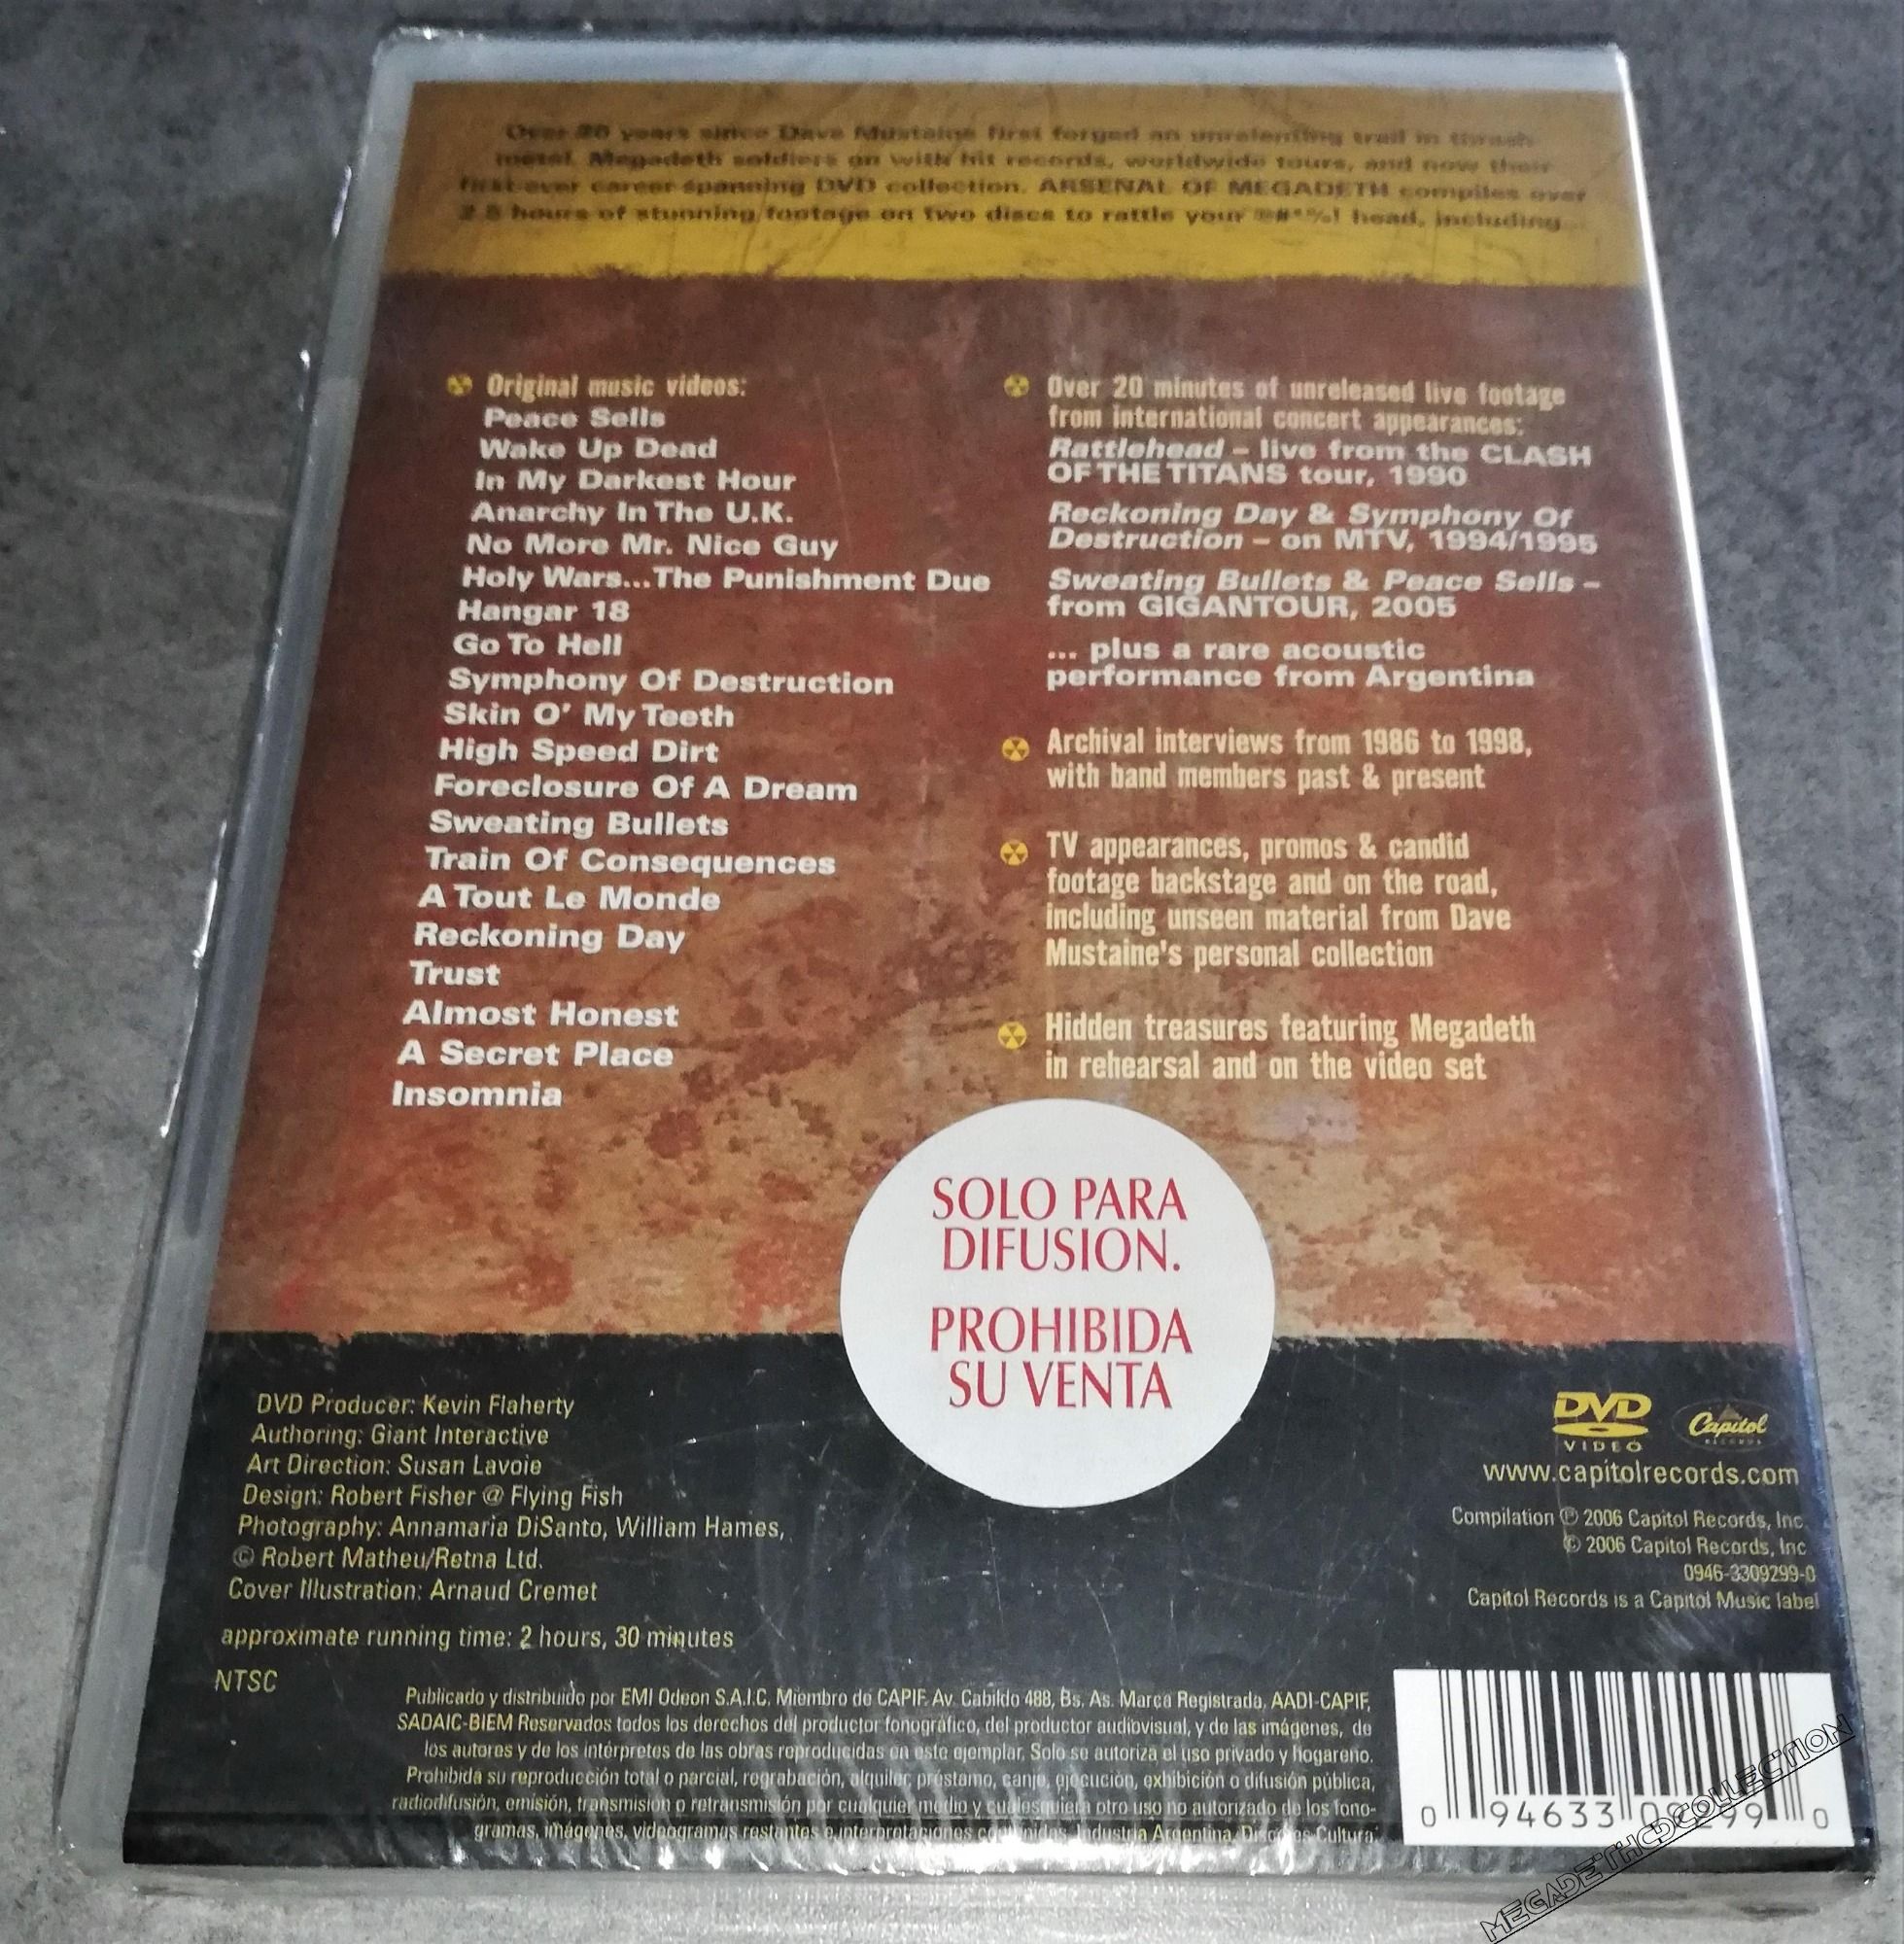 Over 20 years since Dave Mustaine first forged an unrelenting trail in thrash
metal, Megadeth soldiers on with hit records, worldwide tours, and now their
first-ever career-spanning DVD collection. ARSENAL OF MEGADETH compiles over
2.5 hours of stunning footage on two discs to rattle your @#*%! head, including...
Original music videos:
Peace Sells
Wake Up Dead
In My Darkest Hour
Anarchy In The U.K.
No More Mr. Nice Guy
Holy Wars...The Punishment Due
Hangar 18
Go To Hell
Symphony Of Destruction
Skin O' My Teeth
High Speed Dirt
Foreclosure Of A Dream
Sweating Bullets
Train Of Consequences
A Tout Le Monde
Reckoning Day
Trust
Almost Honest
A Secret Place
Insomnia
Over 20 minutes of unreleased live footage
from international concert appearances:
Rattlehead – live from the CLASH
OF THE TITANS tour, 1990
Reckoning Day & Symphony Of
Destruction – on MTV, 1994/1995
Sweating Bullets & Peace Sells –
from GIGANTOUR, 2005
... plus a rare acoustic
performance from Argentina
Archival interviews from 1986 to 1998,
with band members past & present
TV appearances, promos & candid
footage backstage and on the road,
including unseen material from Dave
Mustaine's personal collection
Hidden treasures featuring Megadeth
in rehearsal and on the video set
SOLO PARA
DIFUSION.
PROHIBIDA
SU VENTA
DVD Producer: Kevin Flaherty
Authoring: Giant Interactive
Art Direction: Susan Lavoie
Design: Robert Fisher @ Flying Fish
Photography: Annamaria DiSanto, William Hames,
© Robert Matheu/Retna Ltd.
Cover Illustration: Arnaud Cremet
approximate running time: 2 hours, 30 minutes
NTSC
DVD
VIDEO
Capitol
RECORDS
www.capitolrecords.com
Compilation ℗ 2006 Capitol Records, Inc.
© 2006 Capitol Records, Inc
0946-3309299-0
Capitol Records is a Capitol Music label
Publicado y distribuido por EMI Odeon S.A.I.C. Miembro de CAPIF. Av. Cabildo 488, Bs. As. Marca Registrada, AADI-CAPIF,
SADAIC-BIEM Reservados todos los derechos del productor fonográfico, del productor audiovisual, y de las imágenes, de
los autores y de los intérpretes de las obras reproducidas en este ejemplar. Solo se autoriza el uso privado y hogareño.
Prohibida su reproducción total o parcial, regrabación, alquiler, préstamo, canje, ejecución, exhibición o difusión pública,
radiodifusión, emisión, transmisión o retransmisión por cualquier medio y cualesquiera otro uso no autorizado de los fono-
gramas, imágenes, videogramas restantes e interpretaciones contenidas. Industria Argentina. Discos es Cultura.
0 94633 09299 0
MEGADETHCDCOLLECTION